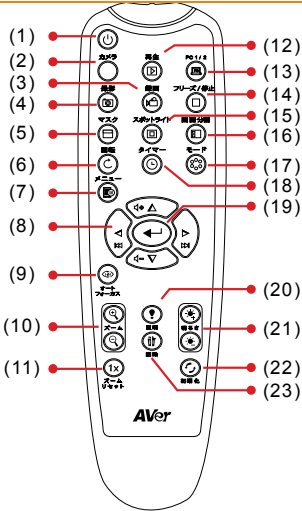 (1)
(2)
(3)
(4)
(5)
(6)
(7)
(8)
(9)
(10)
(11)
(12)
(13)
(14)
(15)
(16)
(17)
(18)
(19)
(20)
(21)
(22)
(23)
カメラ
再生
PC 1/2
撮影
録画
フリーズ/停止
マスク
スポットライト
画面分割
回転
タイマー
モード
メニュー
オート
フォーカス
ズーム
照明
明るさ
1x
ズーム
リセット
AVer